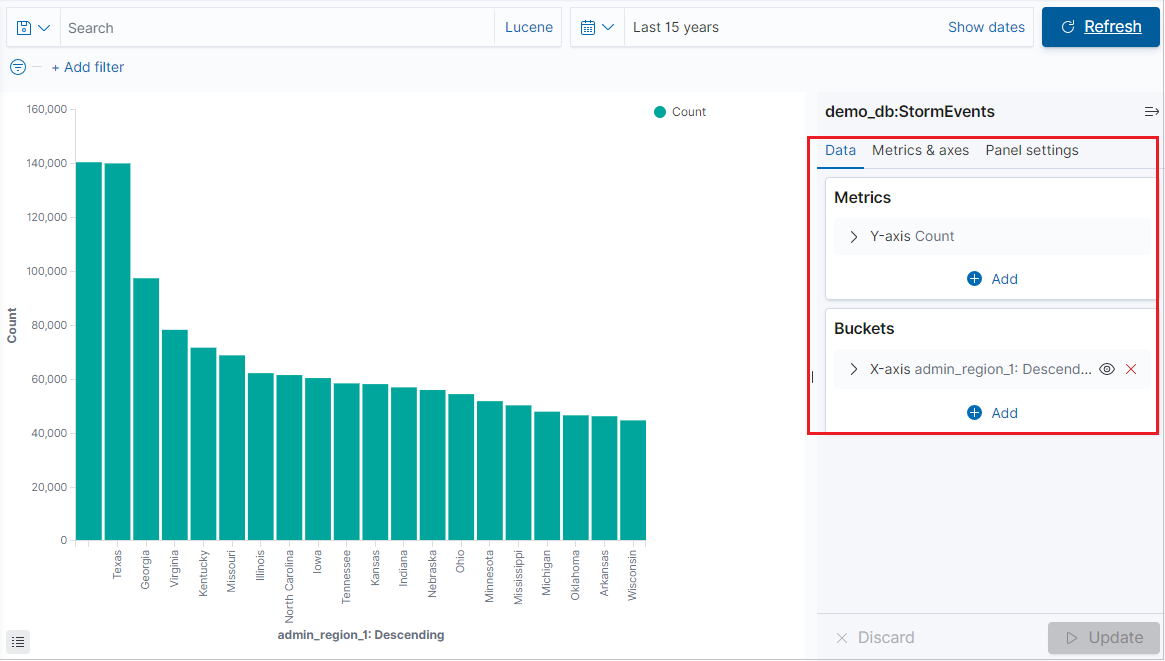 Search
Lucene
Last 15 years
Show dates
Refresh
+ Add filter
160,000
140,000
120,000
100,000
80,000
60,000
40,000
20,000
0
Count
Texas
Georgia
Virginia
Kentucky
Missouri
Illinois
North Carolina
Iowa
Tennessee
Kansas
Indiana
Nebraska
Ohio
Minnesota
Mississippi
Michigan
Oklahoma
Arkansas
Wisconsin
admin_region_1: Descending
Count
demo_db:StormEvents
Data
Metrics & axes
Panel settings
Metrics
Y-axis Count
Add
Buckets
X-axis admin_region_1: Descend...
Add
Discard
Update